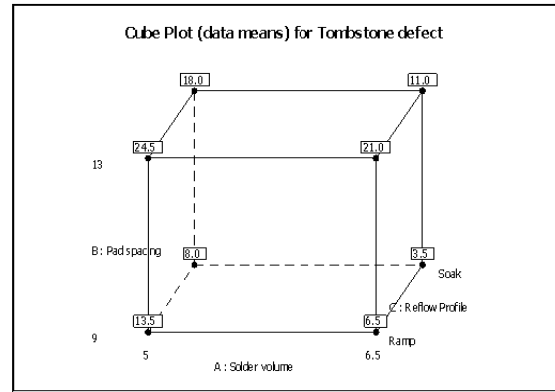 Cube Plot (data means) for Tombstone defect
18.0 11.0
24.5 21.0
13
B : Pad spacing 8.0 3.5
Soak
C : Reflow Profile
13.5 6.5
9 Ramp
5 6.5
A : Solder volume